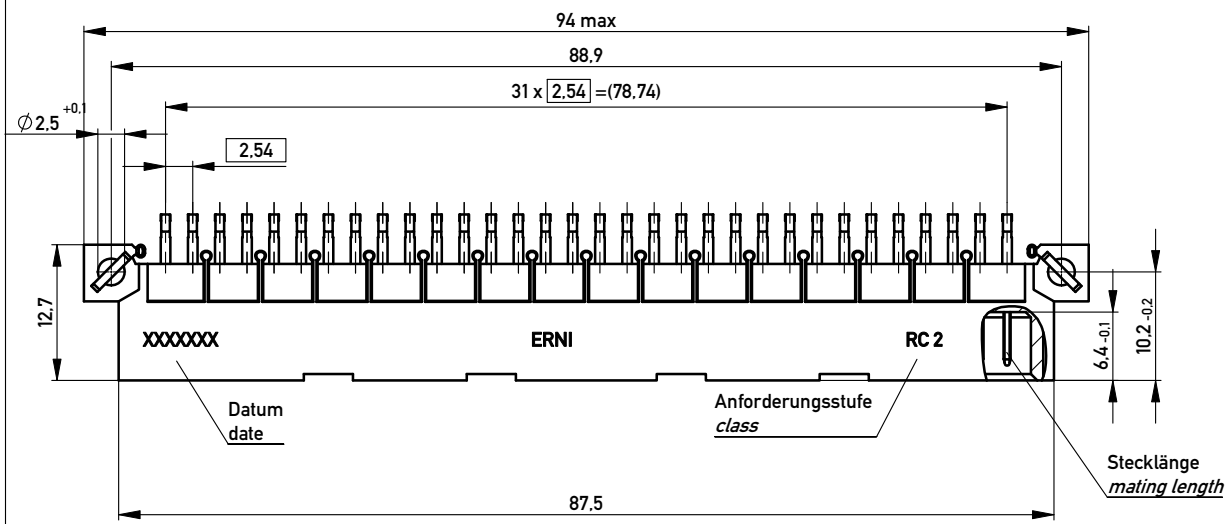 94 max
88,9
31 x 2,54 =(78,74)
Ø 2,5 +0,1
2,54
12,7
XXXXXXX
ERNI
RC 2
6,4 -0,1
10,2 -0,2
Datum
date
Anforderungsstufe
class
Stecklänge
mating length
87,5